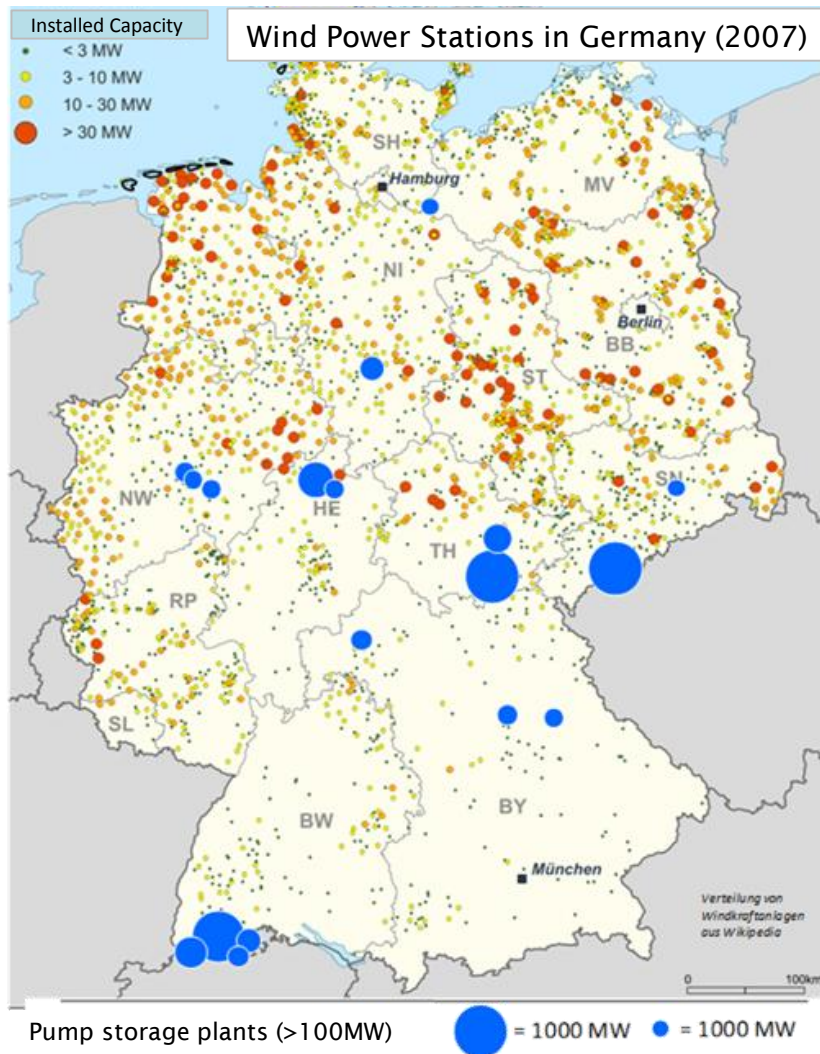 Installed Capacity
Wind Power Stations in Germany (2007)
< 3 MW
3 - 10 MW
10 - 30 MW
> 30 MW
SH
Hamburg
MV
NI
Berlin
BB
ST
NW
HE
SN
TH
RP
SL
BW
BY
München
Verteilung von
Windkraftanlagen
aus Wikipedia
0 100km
Pump storage plants (>100MW) = 1000 MW = 1000 MW